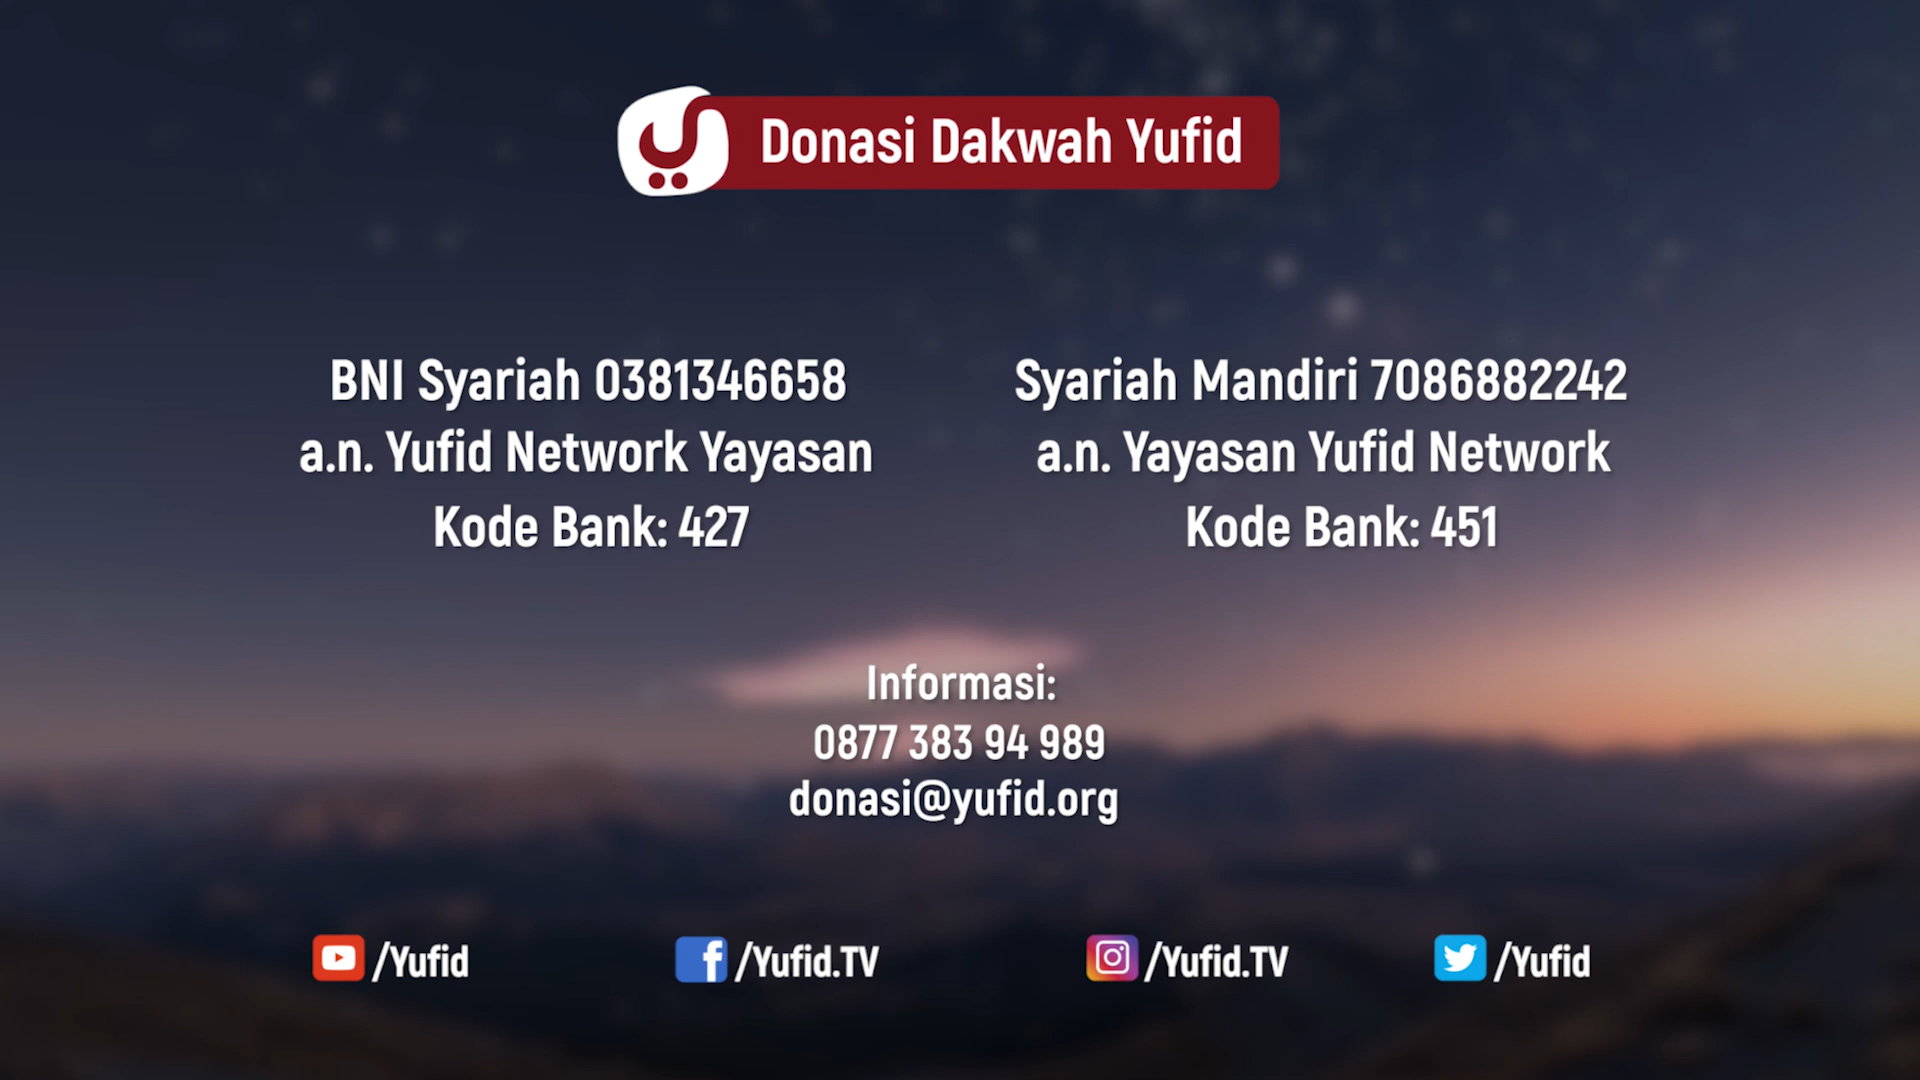 Donasi Dakwah Yufid
BNI Syariah 0381346658
a.n. Yufid Network Yayasan
Kode Bank: 427
Syariah Mandiri 7086882242
a.n. Yayasan Yufid Network
Kode Bank: 451
Informasi:
0877 383 94 989
donasi@yufid.org
/Yufid
/Yufid.TV
/Yufid.TV
/Yufid